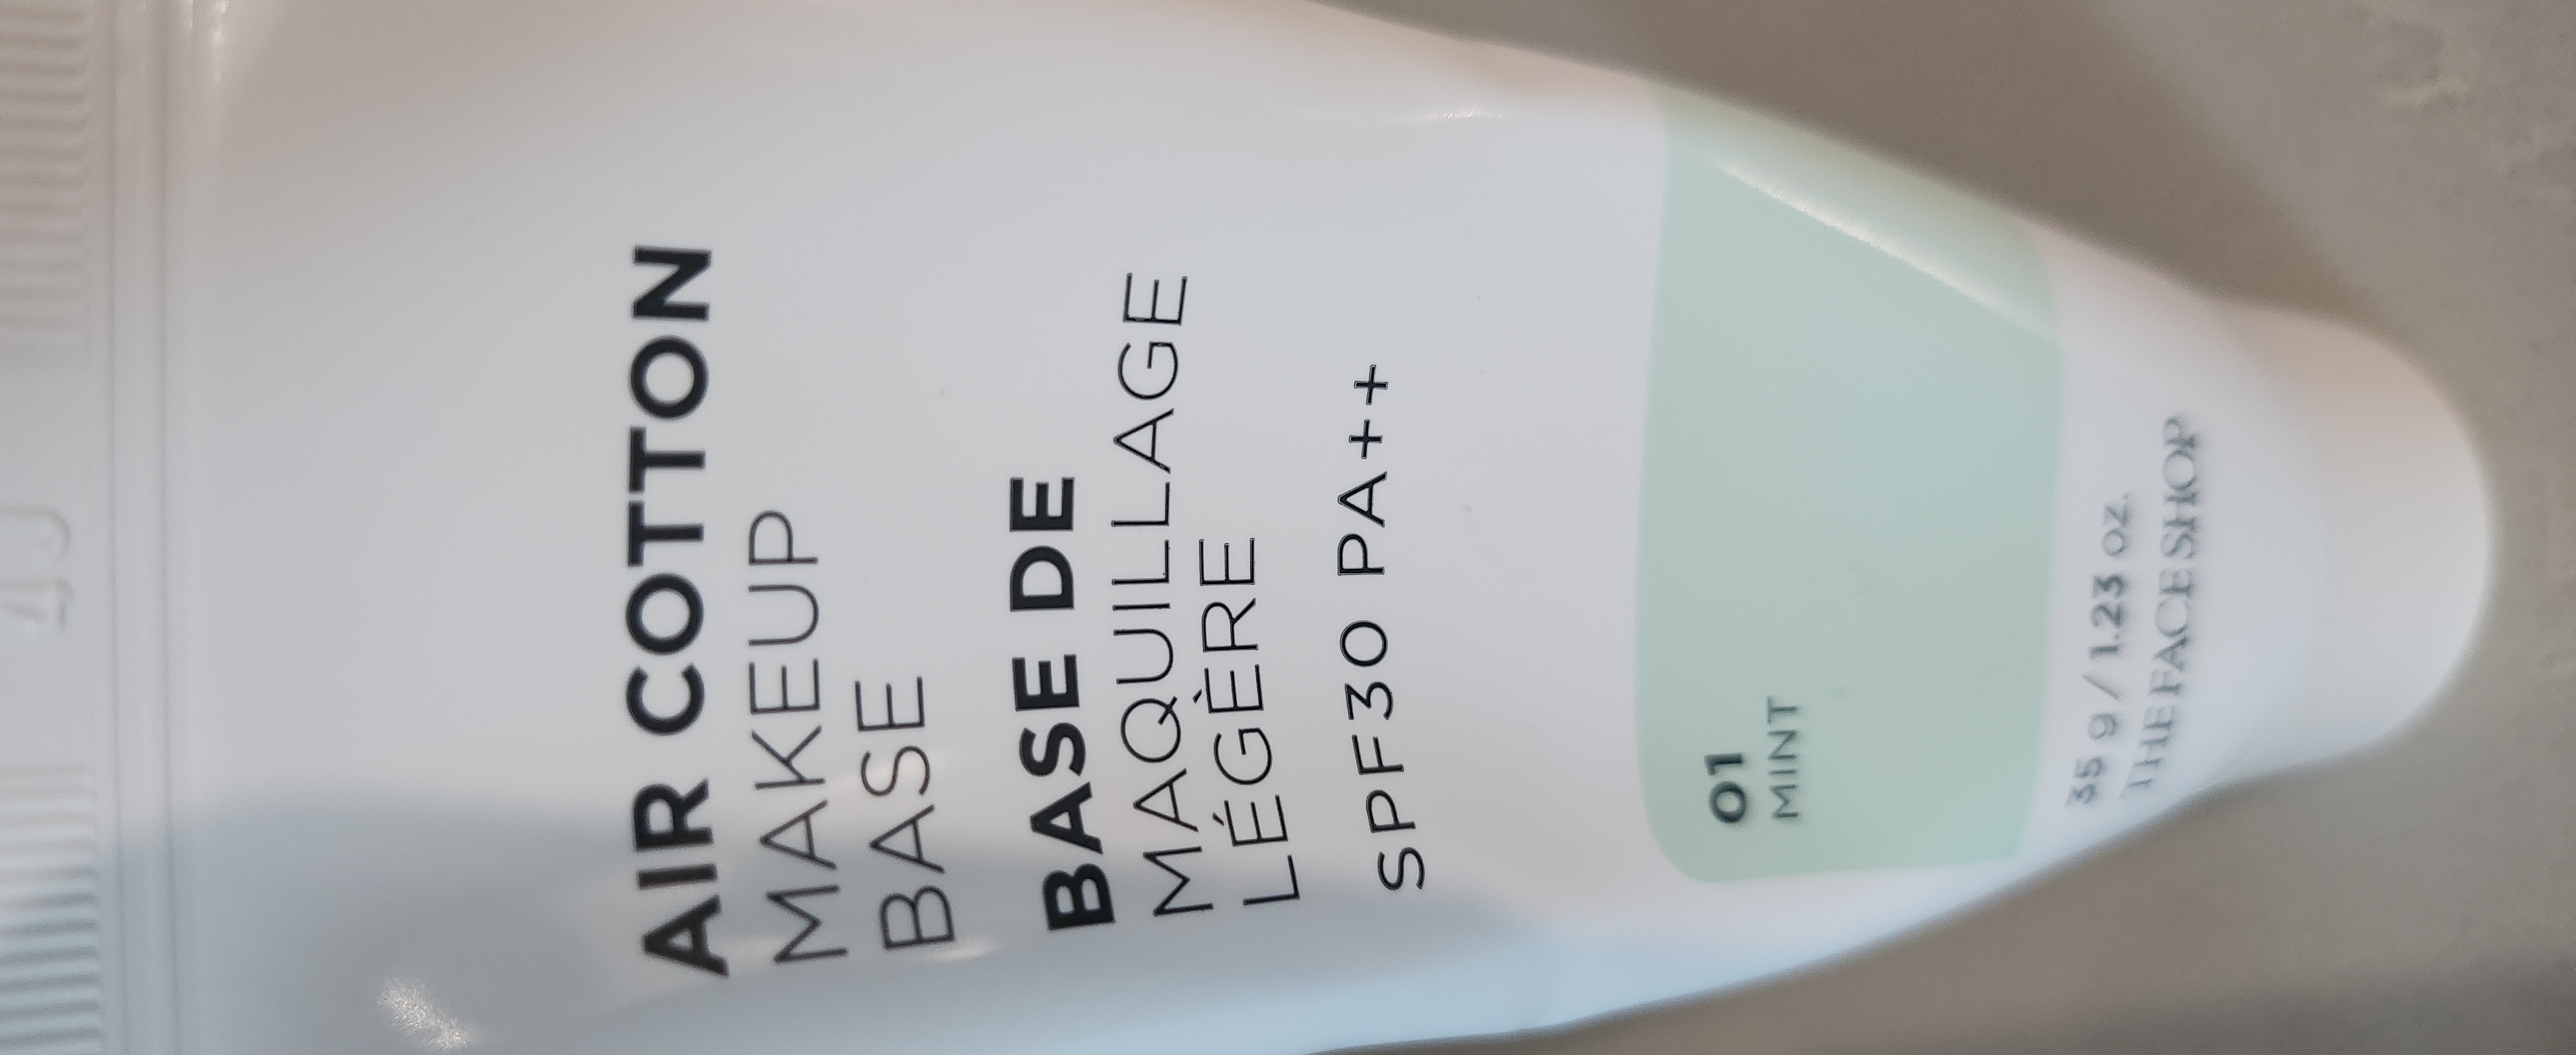 AIR COTTON
MAKEUP
BASE
BASE DE
MAQUILLAGE
LÉGÈRE
SPF30 PA++
01
MINT
35 g / 1.23 OZ.
THE FACE SHOP